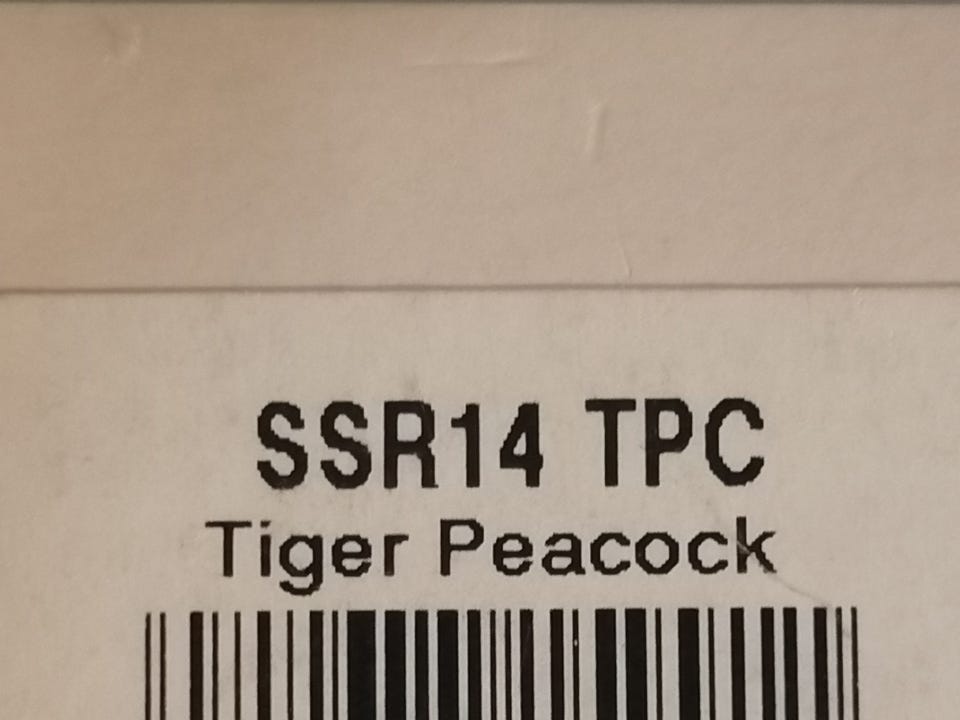 SSR14 TPC
Tiger Peacock